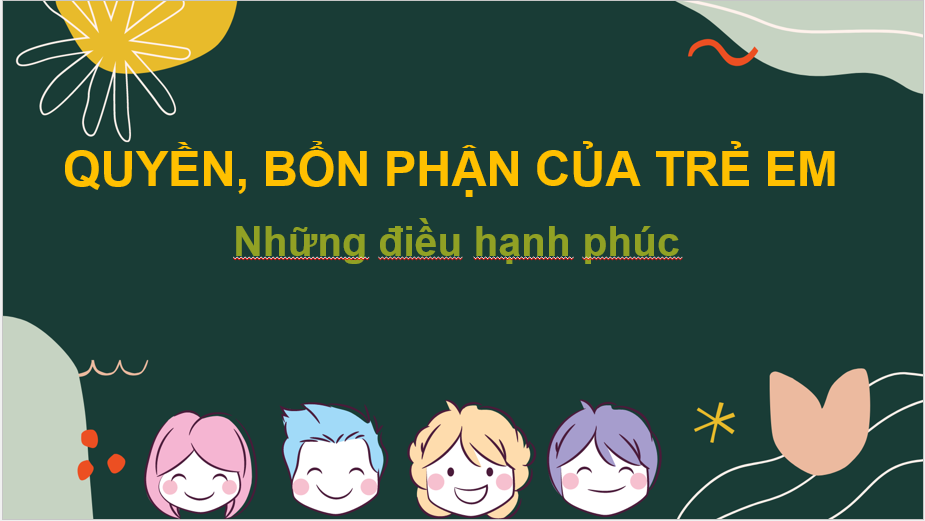 QUYỀN, BỔN PHẬN CỦA TRẺ EM
Những điều hạnh phúc